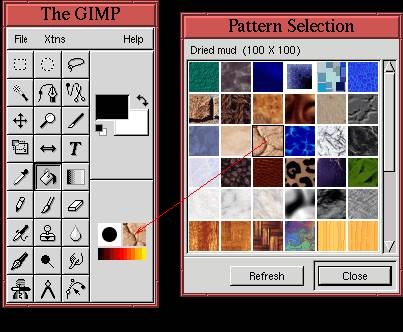 The GIMP
File Xtns Help
T
Pattern Selection
Dried mud (100 X 100)
Refresh Close